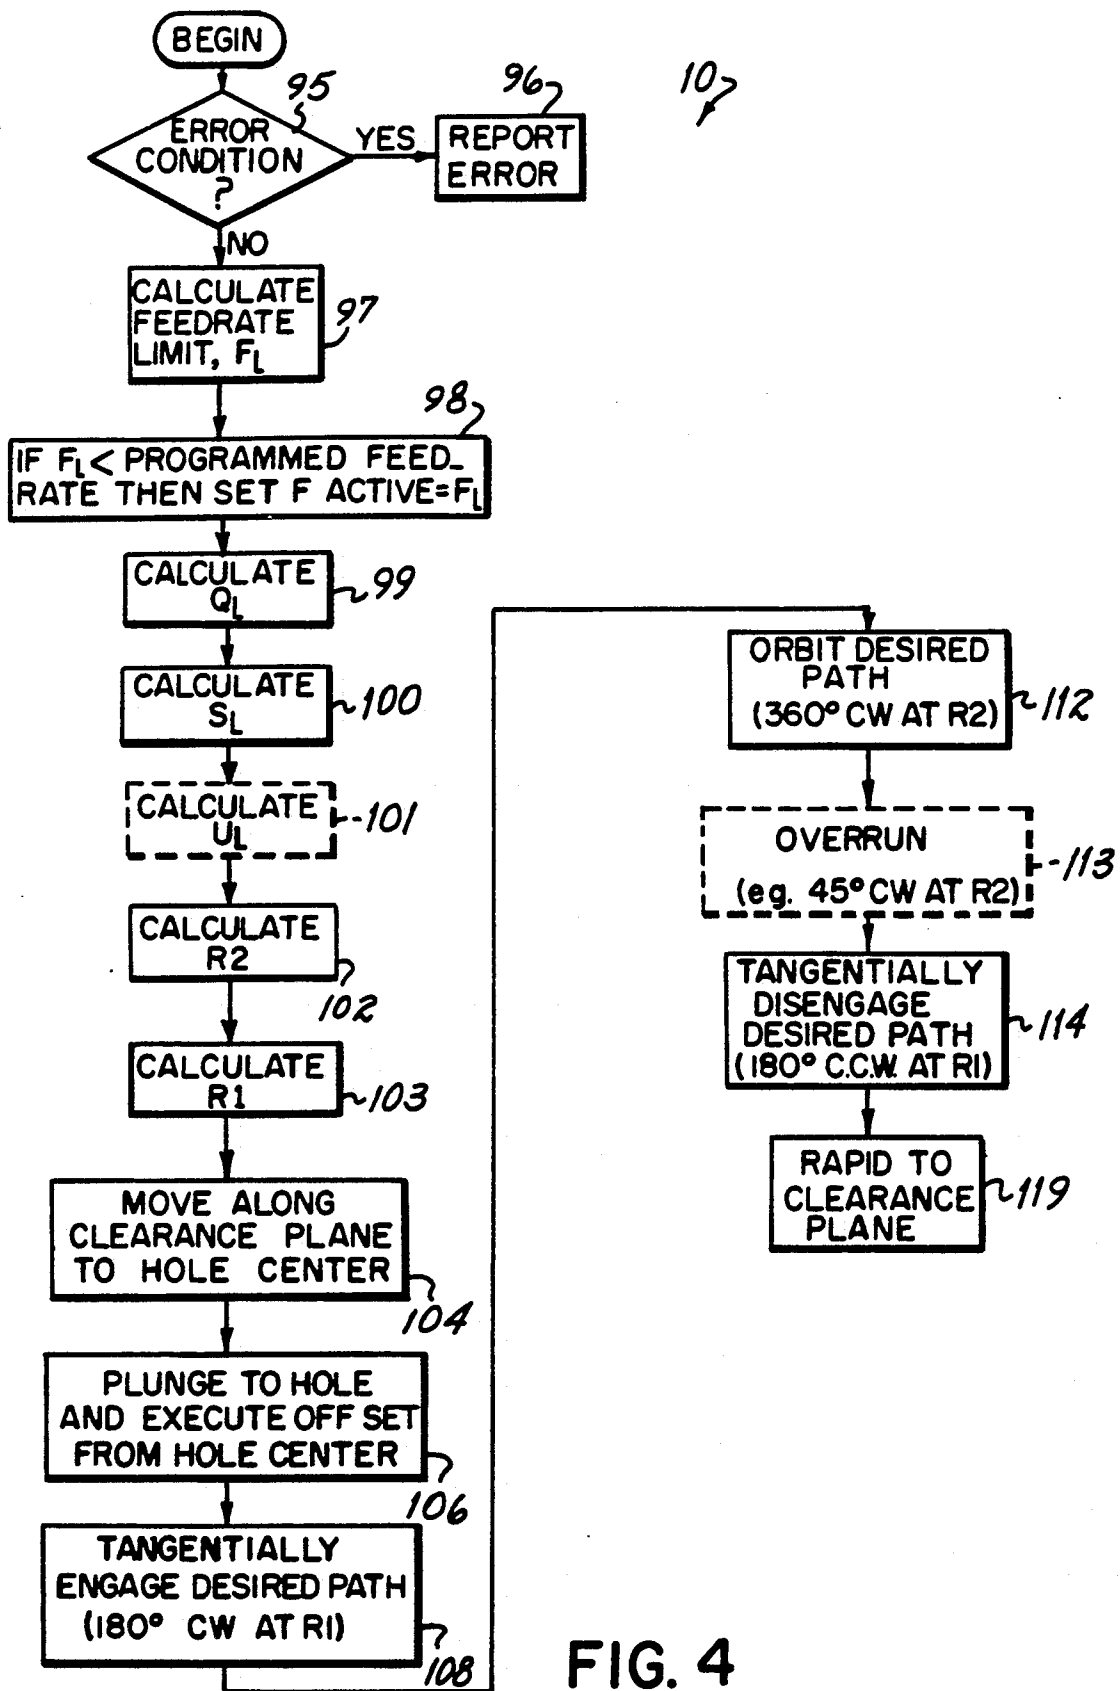 BEGIN
95
ERROR
CONDITION
?
YES
96
REPORT
ERROR
10
NO
CALCULATE
FEEDRATE
LIMIT, FL
97
98
IF FL < PROGRAMMED FEED-
RATE THEN SET F ACTIVE=FL
CALCULATE
QL
99
CALCULATE
SL
100
CALCULATE
UL
101
CALCULATE
R2
102
CALCULATE
R1
103
MOVE ALONG
CLEARANCE PLANE
TO HOLE CENTER
104
PLUNGE TO HOLE
AND EXECUTE OFF SET
FROM HOLE CENTER
106
TANGENTIALLY
ENGAGE DESIRED PATH
(180° CW AT R1)
108
ORBIT DESIRED
PATH
(360° CW AT R2)
112
OVERRUN
(eg. 45° CW AT R2)
113
TANGENTIALLY
DISENGAGE
DESIRED PATH
(180° C.C.W. AT R1)
114
RAPID TO
CLEARANCE
PLANE
119
FIG. 4